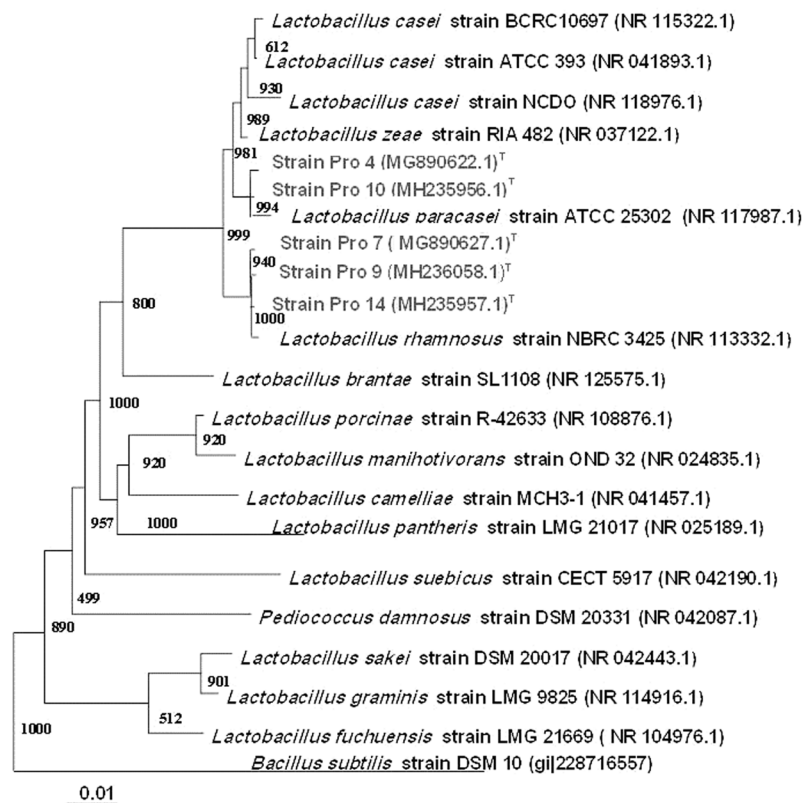 Lactobacillus casei strain BCRC10697 (NR 115322.1)
612
Lactobacillus casei strain ATCC 393 (NR 041893.1)
930
Lactobacillus casei strain NCDO (NR 118976.1)
989
Lactobacillus zeae strain RIA 482 (NR 037122.1)
981
Strain Pro 4 (MG890622.1)T
Strain Pro 10 (MH235956.1)T
994
Lactobacillus paracasei strain ATCC 25302 (NR 117987.1)
999
Strain Pro 7 ( MG890627.1)T
940
Strain Pro 9 (MH236058.1)T
Strain Pro 14 (MH235957.1)T
800
1000
Lactobacillus rhamnosus strain NBRC 3425 (NR 113332.1)
Lactobacillus brantae strain SL1108 (NR 125575.1)
1000
Lactobacillus porcinae strain R-42633 (NR 108876.1)
920
920
Lactobacillus manihotivorans strain OND 32 (NR 024835.1)
Lactobacillus camelliae strain MCH3-1 (NR 041457.1)
957
1000
Lactobacillus pantheris strain LMG 21017 (NR 025189.1)
Lactobacillus suebicus strain CECT 5917 (NR 042190.1)
499
Pediococcus damnosus strain DSM 20331 (NR 042087.1)
890
Lactobacillus sakei strain DSM 20017 (NR 042443.1)
901
Lactobacillus graminis strain LMG 9825 (NR 114916.1)
512
1000
Lactobacillus fuchuensis strain LMG 21669 ( NR 104976.1)
Bacillus subtilis strain DSM 10 (gi|228716557)
0.01